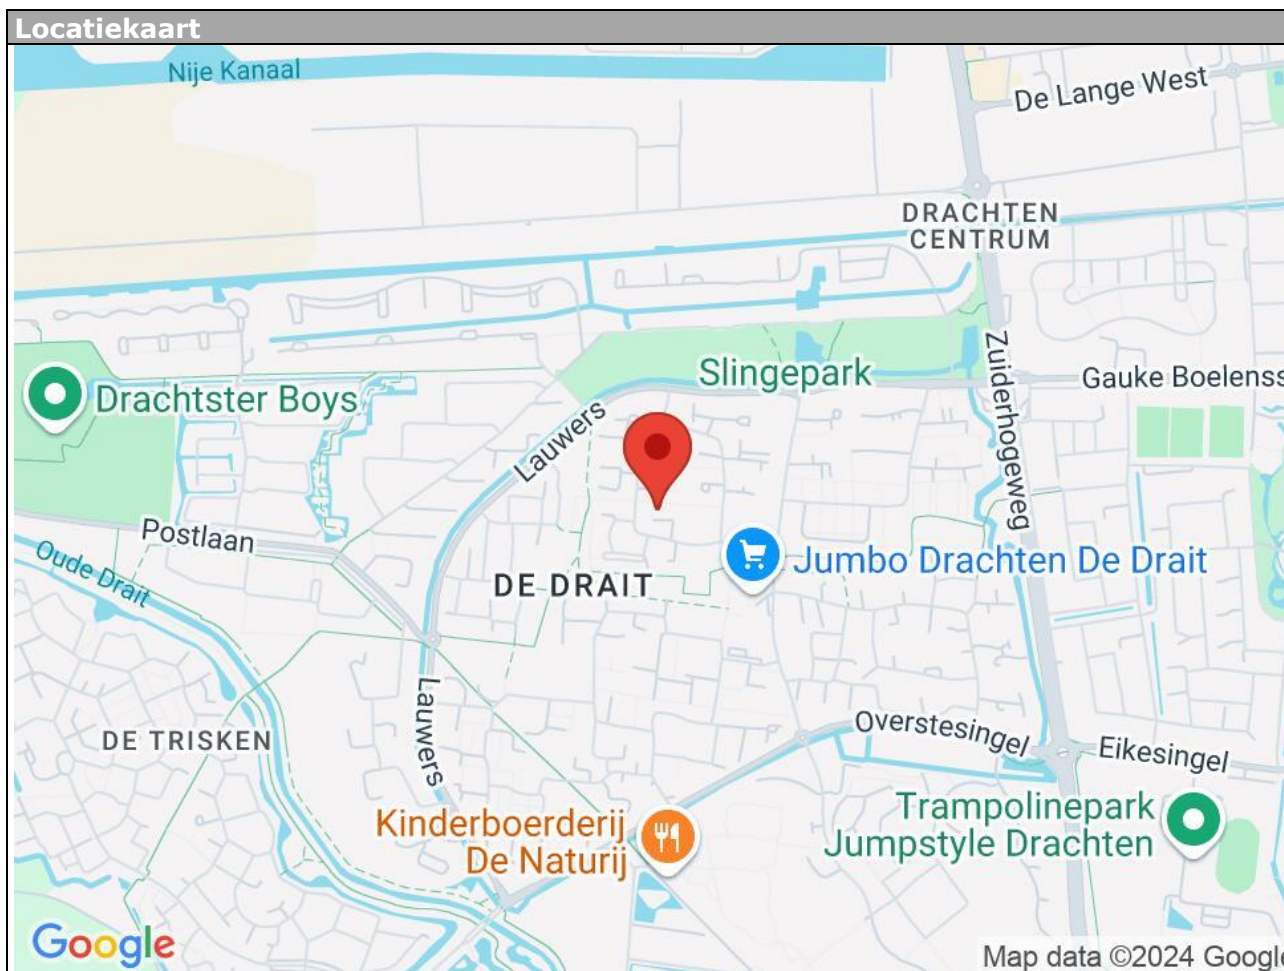 Locatiekaart
Nije Kanaal
De Lange West
DRACHTEN
CENTRUM
Zuiderhogeweg
Slingepark
Gauke Boelenss
Drachtster Boys
Lauwers
Postlaan
Oude Drait
Jumbo Drachten De Drait
DE DRAIT
Lauwers
DE TRISKEN
Overstesingel
Eikesingel
Kinderboerderij
De Naturij
Trampolinepark
Jumpstyle Drachten
Google
Map data ©2024 Google